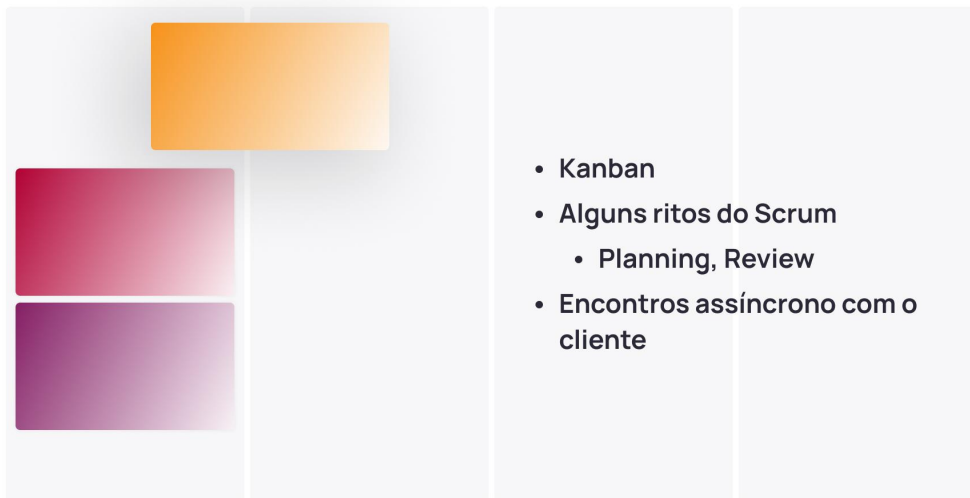 • Kanban
• Alguns ritos do Scrum
• Planning, Review
• Encontros assíncrono com o
cliente